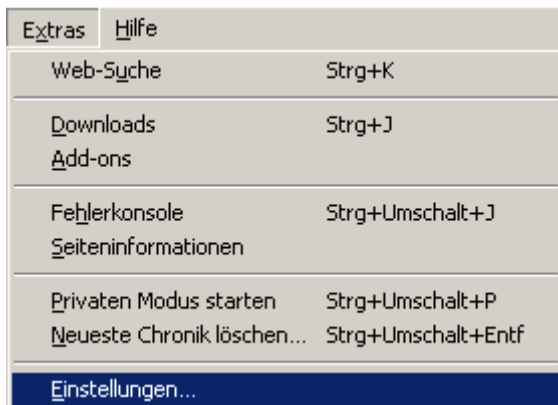 Extras Hilfe
Web-Suche Strg+K
Downloads Strg+J
Add-ons
Fehlerkonsole Strg+Umschalt+J
Seiteninformationen
Privaten Modus starten Strg+Umschalt+P
Neueste Chronik löschen... Strg+Umschalt+Entf
Einstellungen...